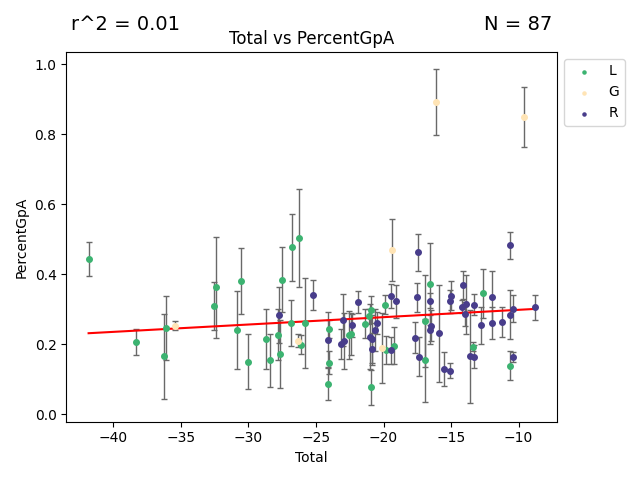 r^2 = 0.01
N = 87
Total vs PercentGpA
1.0
0.8
0.6
0.4
0.2
0.0
PercentGpA
−40
−35
−30
−25
−20
−15
−10
Total
L
G
R